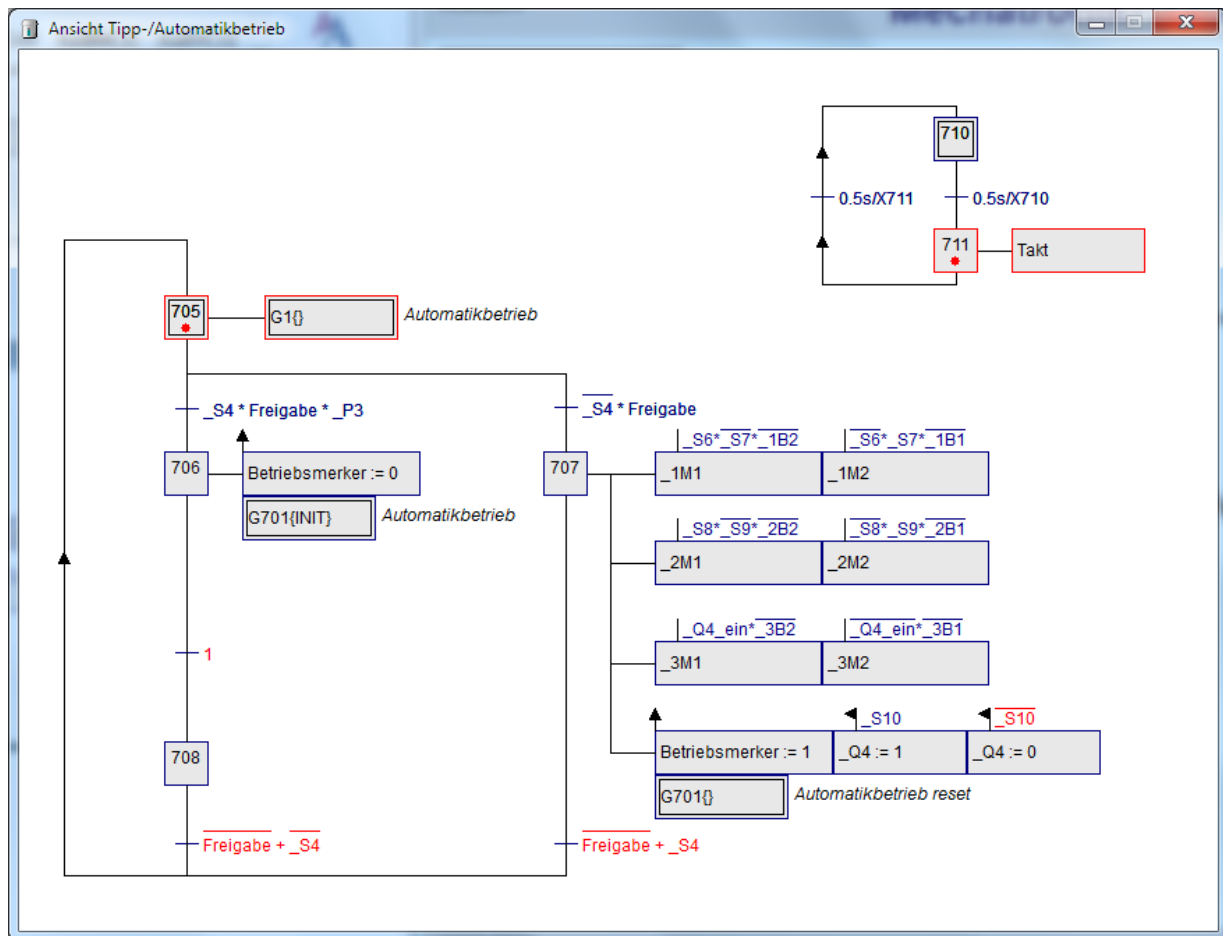 Ansicht Tipp-/Automatikbetrieb
710
0.5s/X711
0.5s/X710
711
Takt
705
G1{}
Automatikbetrieb
_S4 * Freigabe * _P3
_S4 * Freigabe
706
Betriebsmerker := 0
G701{INIT}
Automatikbetrieb
707
_S6*_S7*_1B2
_S6*_S7*_1B1
_1M1
_1M2
_S8*_S9*_2B2
_S8*_S9*_2B1
_2M1
_2M2
_Q4_ein*_3B2
_Q4_ein*_3B1
_3M1
_3M2
1
_S10
_S10
Betriebsmerker := 1
_Q4 := 1
_Q4 := 0
G701{}
Automatikbetrieb reset
708
Freigabe + _S4
Freigabe + _S4